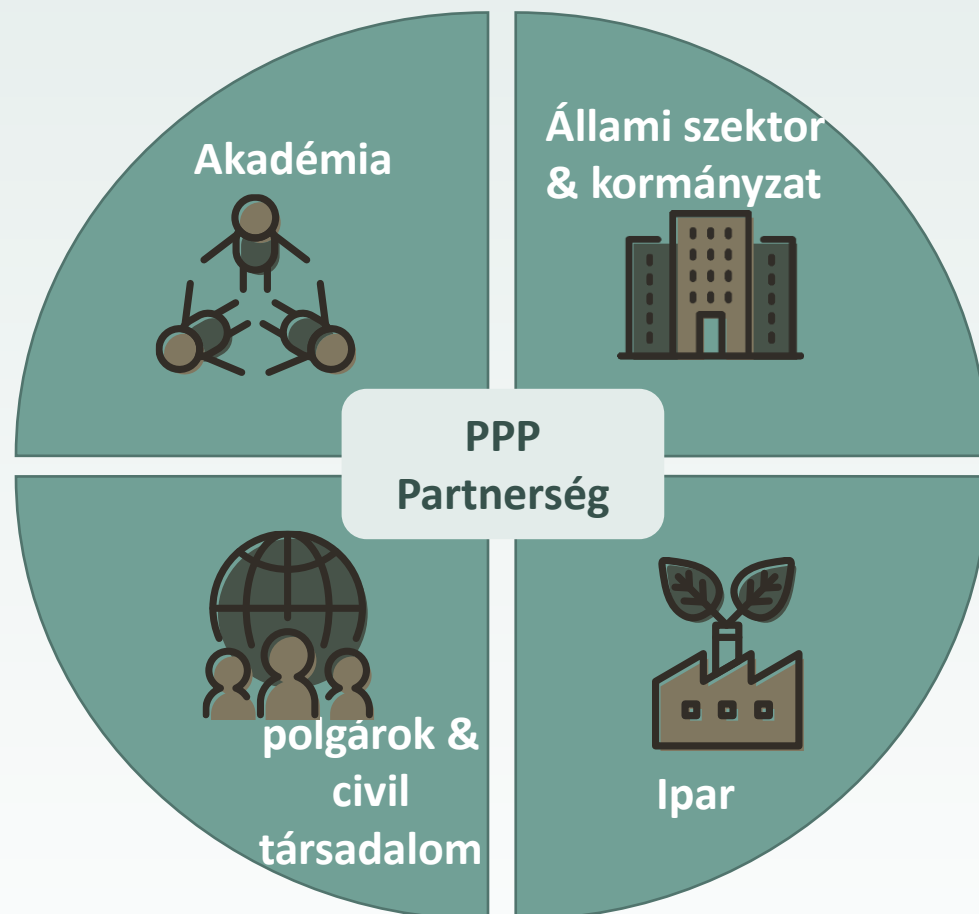 Akadémia
Állami szektor
& kormányzat
PPP
Partnerség
polgárok &
civil
társadalom
Ipar